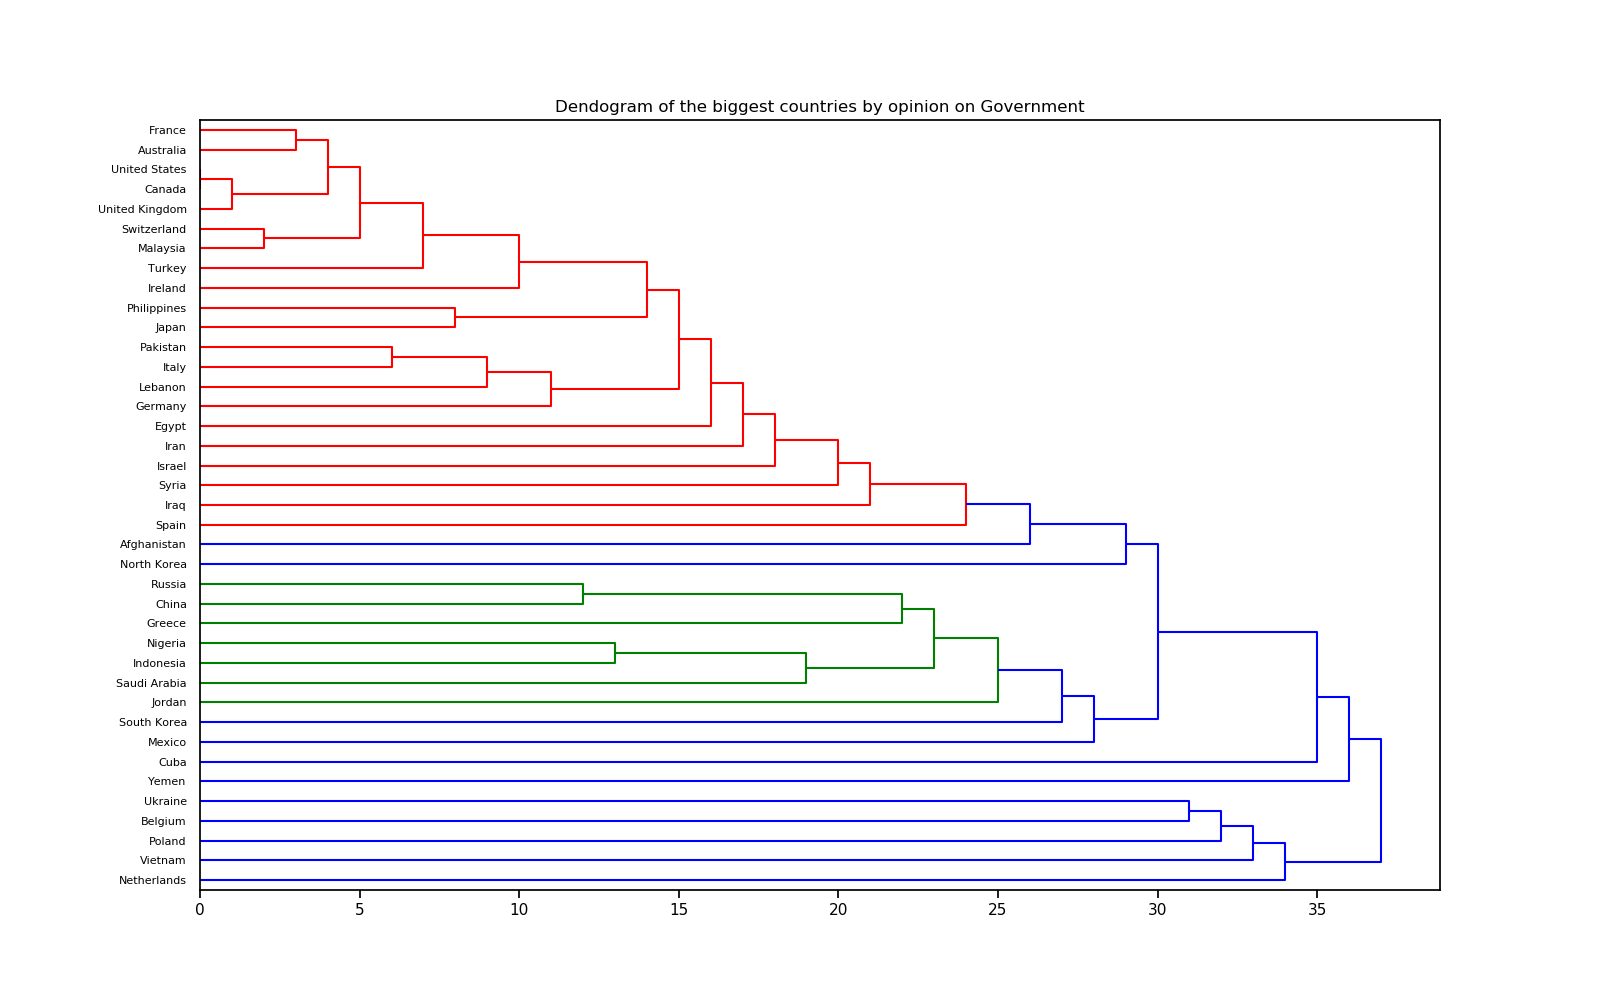 Dendogram of the biggest countries by opinion on Government
France
Australia
United States
Canada
United Kingdom
Switzerland
Malaysia
Turkey
Ireland
Philippines
Japan
Pakistan
Italy
Lebanon
Germany
Egypt
Iran
Israel
Syria
Iraq
Spain
Afghanistan
North Korea
Russia
China
Greece
Nigeria
Indonesia
Saudi Arabia
Jordan
South Korea
Mexico
Cuba
Yemen
Ukraine
Belgium
Poland
Vietnam
Netherlands
0 5 10 15 20 25 30 35